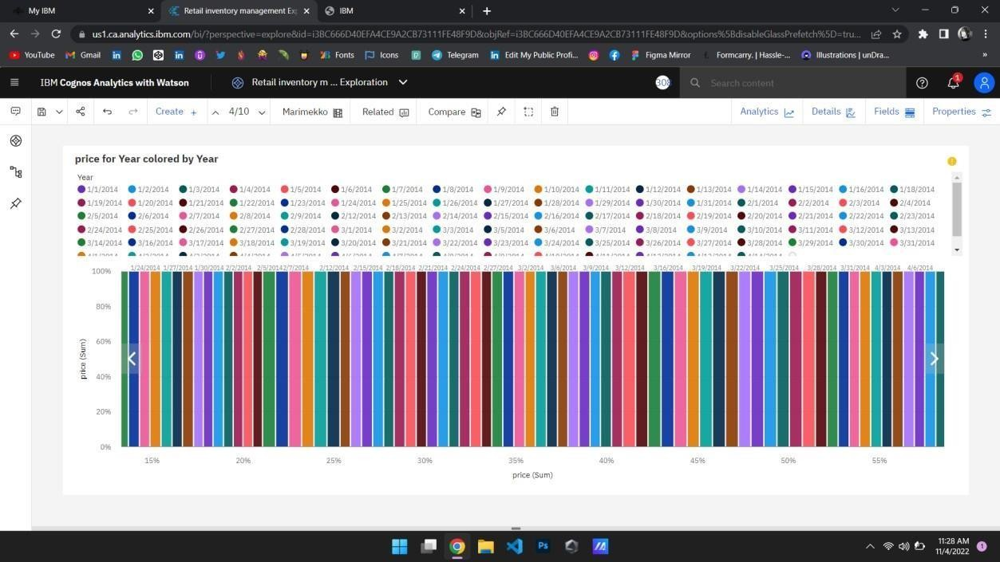 My IBM
Retail inventory management Exp
IBM
us1.ca.analytics.ibm.com/bi/?perspective=explore&id=i3BC666D40EFA4CE9A2CB73111FE48F9D&objRef=i3BC666D40EFA4CE9A2CB73111FE48F9D&options%5BdisableGlassPrefetch%5D=tru...
YouTube Gmail Fonts Icons Telegram Edit My Public Profi... Figma Mirror Formcarry. | Hassle-... Illustrations | unDra... »
IBM Cognos Analytics with Watson
Retail inventory m ... Exploration
308
Search content
1
Create + 4/10 Marimekko Related Compare Analytics Details Fields Properties
price for Year colored by Year
Year
1/1/2014 1/2/2014 1/3/2014 1/4/2014 1/5/2014 1/6/2014 1/7/2014 1/8/2014 1/9/2014 1/10/2014 1/11/2014 1/12/2014 1/13/2014 1/14/2014 1/15/2014 1/16/2014 1/18/2014
1/19/2014 1/20/2014 1/21/2014 1/22/2014 1/23/2014 1/24/2014 1/25/2014 1/26/2014 1/27/2014 1/28/2014 1/29/2014 1/30/2014 1/31/2014 2/1/2014 2/2/2014 2/3/2014 2/4/2014
2/5/2014 2/6/2014 2/7/2014 2/8/2014 2/9/2014 2/12/2014 2/13/2014 2/14/2014 2/15/2014 2/16/2014 2/17/2014 2/18/2014 2/19/2014 2/20/2014 2/21/2014 2/22/2014 2/23/2014
2/24/2014 2/25/2014 2/26/2014 2/27/2014 2/28/2014 3/1/2014 3/2/2014 3/3/2014 3/5/2014 3/6/2014 3/7/2014 3/8/2014 3/9/2014 3/10/2014 3/11/2014 3/12/2014 3/13/2014
3/14/2014 3/16/2014 3/17/2014 3/18/2014 3/19/2014 3/20/2014 3/21/2014 3/22/2014 3/23/2014 3/24/2014 3/25/2014 3/26/2014 3/27/2014 3/28/2014 3/29/2014 3/30/2014 3/31/2014
1/24/2014 1/27/2014 1/30/2014 2/2/2014 2/5/2014 2/7/2014 2/12/2014 2/15/2014 2/18/2014 2/21/2014 2/24/2014 2/27/2014 3/2/2014 3/6/2014 3/9/2014 3/12/2014 3/16/2014 3/19/2014 3/22/2014 3/25/2014 3/28/2014 3/31/2014 4/3/2014 4/6/2014
100%
80%
60%
40%
20%
0%
price (Sum)
15% 20% 25% 30% 35% 40% 45% 50% 55%
price (Sum)
Ps
11:28 AM
11/4/2022
1